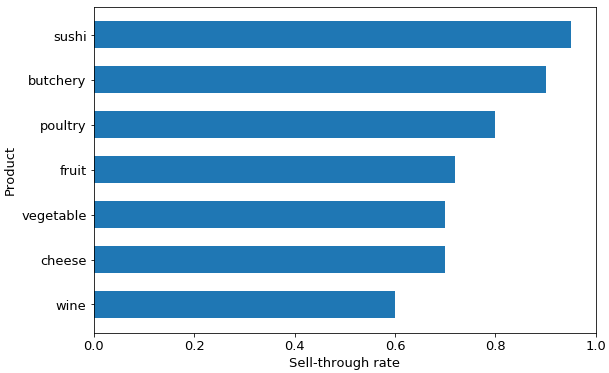 Product
sushi
butchery
poultry
fruit
vegetable
cheese
wine
0.0 0.2 0.4 0.6 0.8 1.0
Sell-through rate